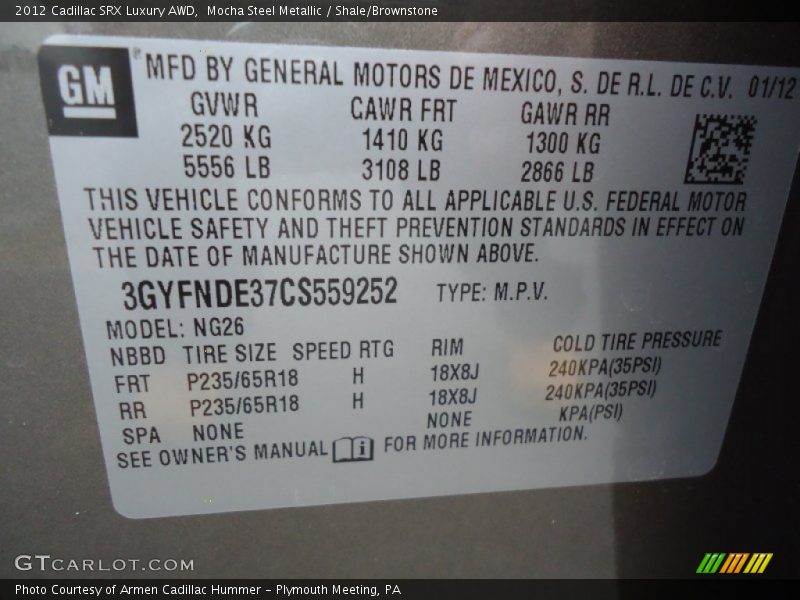 2012 Cadillac SRX Luxury AWD,  Mocha Steel Metallic / Shale/Brownstone
GM
MFD BY GENERAL MOTORS DE MEXICO, S. DE R.L. DE C.V. 01/12
GVWR CAWR FRT GAWR RR
2520 KG 1410 KG 1300 KG
5556 LB 3108 LB 2866 LB
THIS VEHICLE CONFORMS TO ALL APPLICABLE U.S. FEDERAL MOTOR
VEHICLE SAFETY AND THEFT PREVENTION STANDARDS IN EFFECT ON
THE DATE OF MANUFACTURE SHOWN ABOVE.
3GYFNDE37CS559252 TYPE: M.P.V.
MODEL: NG26
NBBD TIRE SIZE SPEED RTG RIM COLD TIRE PRESSURE
FRT P235/65R18 H 18X8J 240KPA(35PSI)
RR P235/65R18 H 18X8J 240KPA(35PSI)
SPA NONE NONE KPA(PSI)
SEE OWNER'S MANUAL FOR MORE INFORMATION.
GTCARLOT.COM
Photo Courtesy of Armen Cadillac Hummer - Plymouth Meeting, PA